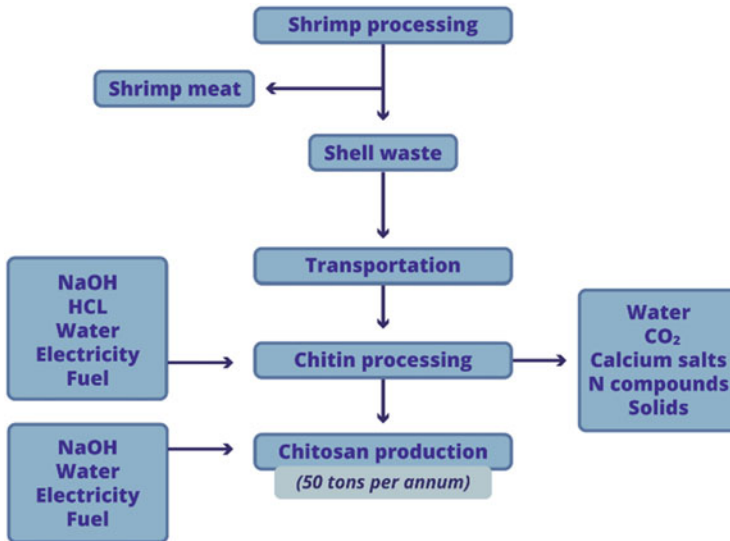 Shrimp processing
Shrimp meat
Shell waste
Transportation
NaOH
HCL
Water
Electricity
Fuel
Chitin processing
Water
CO₂
Calcium salts
N compounds
Solids
NaOH
Water
Electricity
Fuel
Chitosan production
(50 tons per annum)